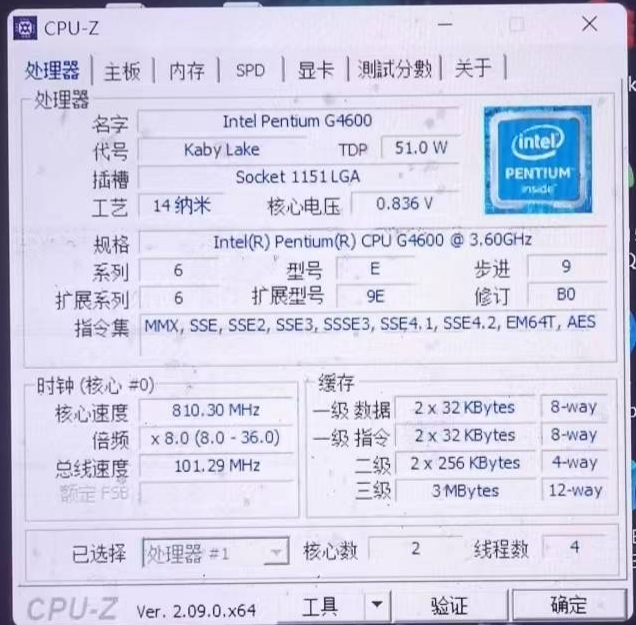 CPU-Z
处理器 主板 内存 SPD 显卡 測試分數 关于
处理器
名字 Intel Pentium G4600
代号 Kaby Lake TDP 51.0 W
插槽 Socket 1151 LGA
工艺 14 纳米 核心电压 0.836 V
intel
PENTIUM
inside
规格 Intel(R) Pentium(R) CPU G4600 @ 3.60GHz
系列 6 型号 E 步进 9
扩展系列 6 扩展型号 9E 修订 B0
指令集 MMX, SSE, SSE2, SSE3, SSSE3, SSE4.1, SSE4.2, EM64T, AES
时钟 (核心 #0)
核心速度 810.30 MHz
倍频 x 8.0 (8.0 - 36.0)
总线速度 101.29 MHz
额定 FSB
缓存
一级 数据 2 x 32 KBytes 8-way
一级 指令 2 x 32 KBytes 8-way
二级 2 x 256 KBytes 4-way
三级 3 MBytes 12-way
已选择 处理器 #1 核心数 2 线程数 4
CPU-Z Ver. 2.09.0.x64 工具 验证 确定